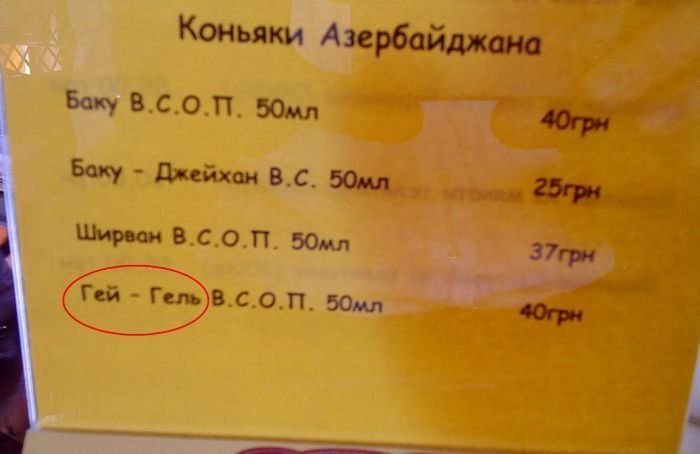 Коньяки Азербайджана
Баку В.С.О.П. 50мл 40грн
Баку - Джейхан В.С. 50мл 25грн
Ширван В.С.О.П. 50мл 37грн
Гей - Гель В.С.О.П. 50мл 40грн